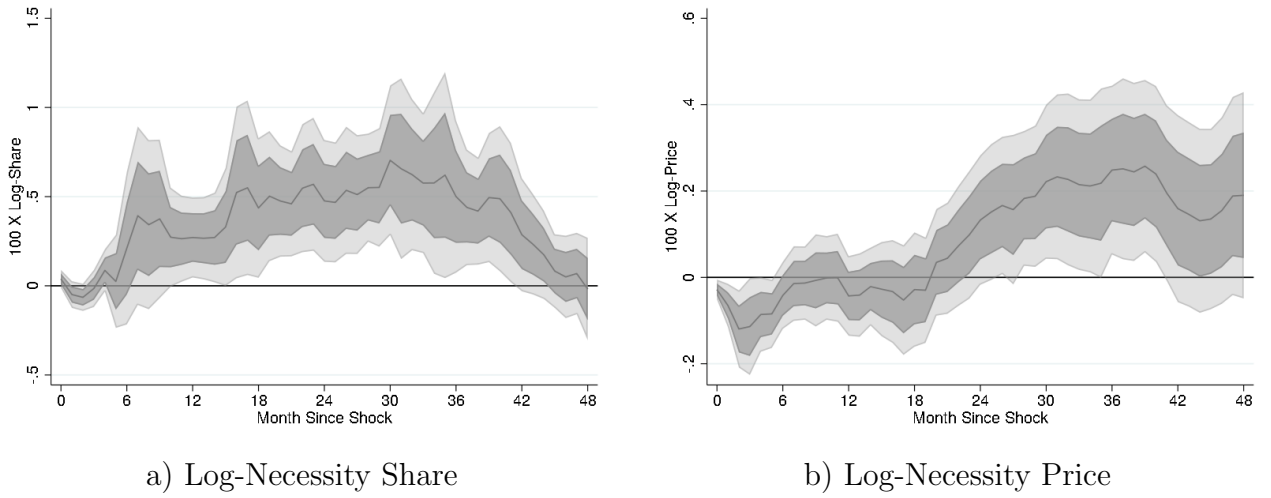 1.5
1
.5
0
-.5
100 X Log-Share
0 6 12 18 24 30 36 42 48
Month Since Shock
a) Log-Necessity Share
.6
.4
.2
0
-.2
100 X Log-Price
0 6 12 18 24 30 36 42 48
Month Since Shock
b) Log-Necessity Price